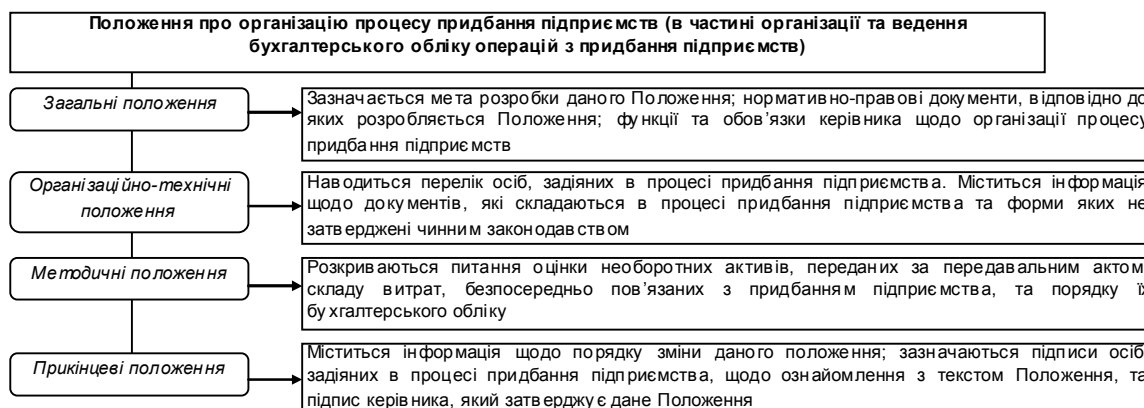 Положення про організацію процесу придбання підприємств (в частині організації та ведення
бухгалтерського обліку операцій з придбання підприємств)
Загальні положення
Зазначається мета розробки даного Положення; нормативно-правові документи, відповідно до
яких розробляється Положення; функції та обов’язки керівника щодо організації процесу
придбання підприємств
Організаційно-технічні
положення
Наводиться перелік осіб, задіяних в процесі придбання підприємства. Міститься інформація
щодо документів, які складаються в процесі придбання підприємства та форми яких не
затверджені чинним законодавством
Методичні положення
Розкриваються питання оцінки необоротних активів, переданих за передавальним актом
складу витрат, безпосередньо пов’язаних з придбанням підприємства, та порядку їх
бухгалтерського обліку
Прикінцеві положення
Міститься інформація щодо порядку зміни даного положення; зазначаються підписи осіб
задіяних в процесі придбання підприємства, щодо ознайомлення з текстом Положення, та
підпис керівника, який затверджує дане Положення